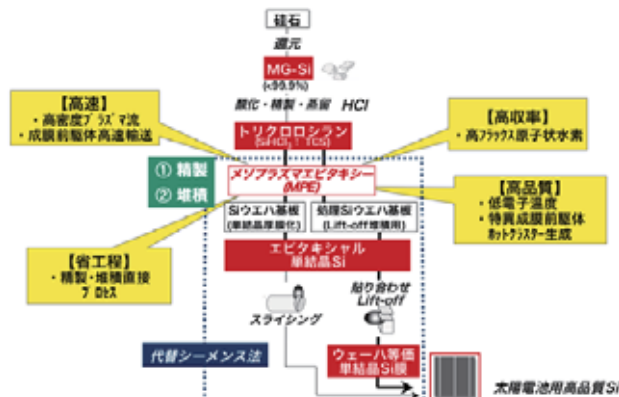 硅石
還元
MG-Si
(<99.9%)
酸化・精製・蒸留 HCl
トリクロロシラン
(SiHCl₃：TCS)
【高速】
・高密度プラズマ流
・成膜前駆体高速輸送
【高収率】
・高フラックス原子状水素
① 精製
② 堆積
メソプラズマエピタキシー
(MPE)
【高品質】
・低電子温度
・特異成膜前駆体
ホットクラスター生成
Siウエハ基板
(単結晶厚膜化)
処理Siウエハ基板
(Lift-off堆積用)
【省工程】
・精製・堆積直接
プロセス
エピタキシャル
単結晶Si
スライシング
貼り合わせ
Lift-off
代替シーメンス法
ウェーハ等価
単結晶Si膜
太陽電池用高品質Si